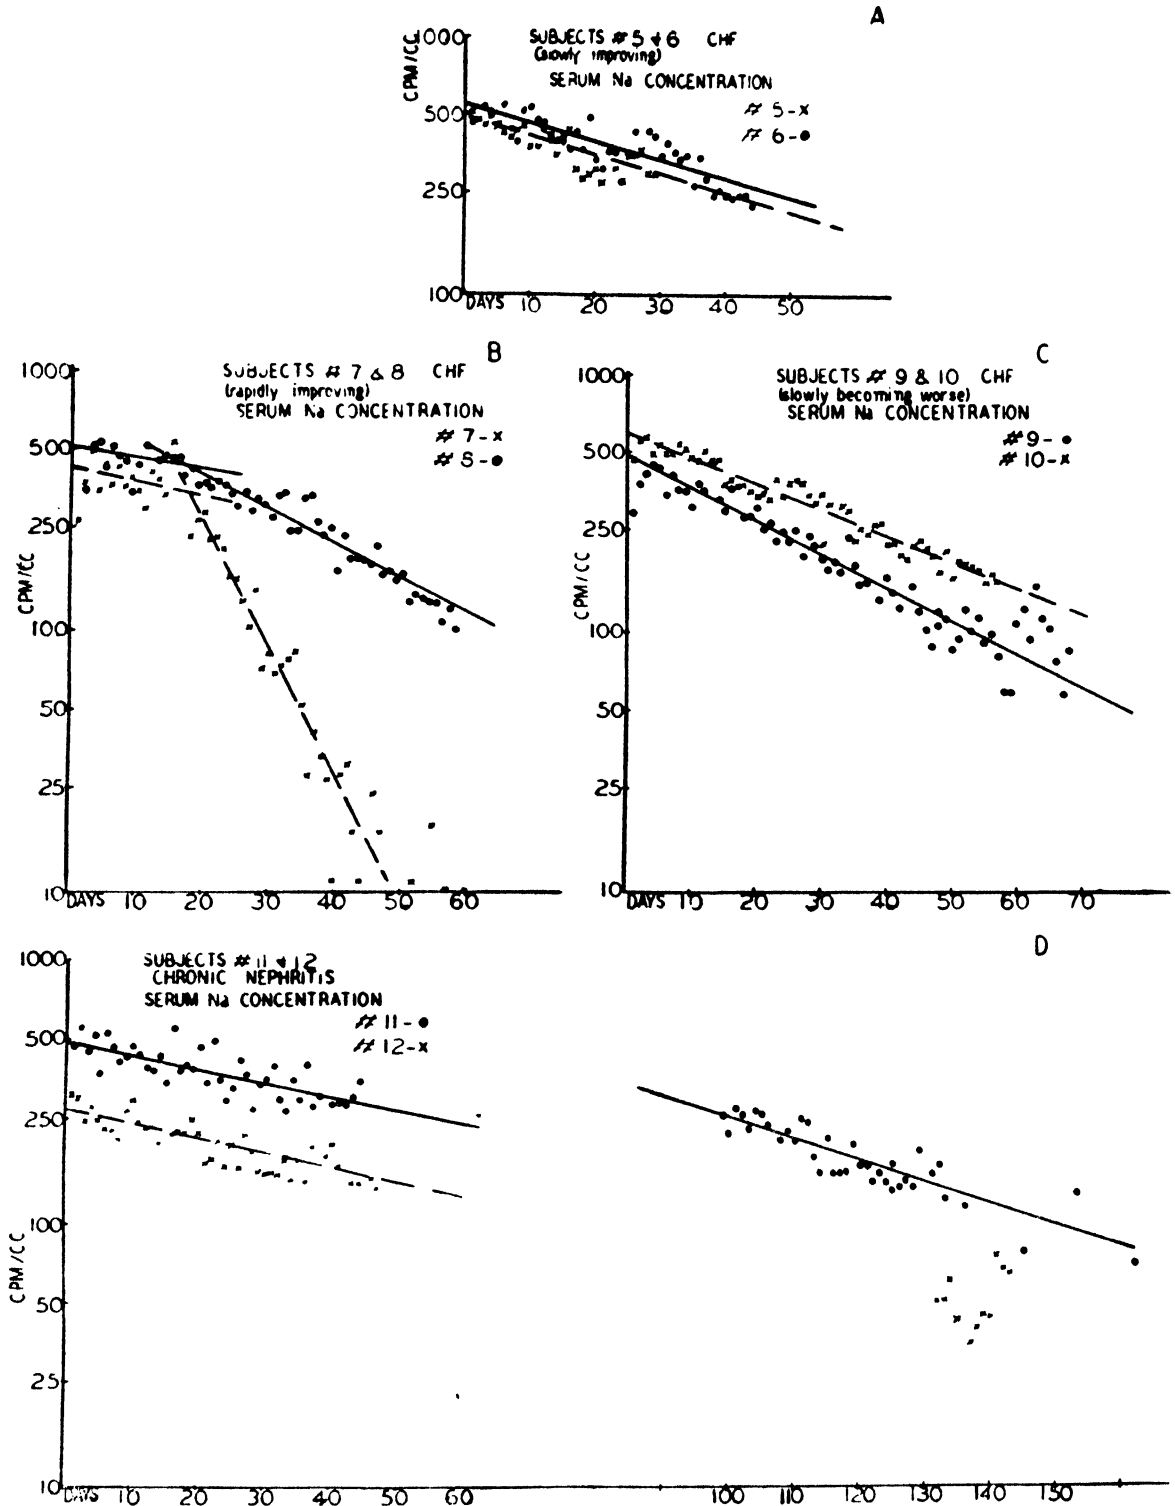 A
SUBJECTS # 5 & 6 CHF
(slowly improving)
SERUM Na CONCENTRATION
# 5-x
# 6-●
CPM/CC
1000
500
250
100
DAYS 10 20 30 40 50
B
SUBJECTS # 7 & 8 CHF
(rapidly improving)
SERUM Na CONCENTRATION
# 7-x
# 8-●
CPM/CC
1000
500
250
100
50
25
10
DAYS 10 20 30 40 50 60
C
SUBJECTS # 9 & 10 CHF
(slowly becoming worse)
SERUM Na CONCENTRATION
#9-●
#10-x
CPM/CC
1000
500
250
100
50
25
10
DAYS 10 20 30 40 50 60 70
D
SUBJECTS # 11 & 12
CHRONIC NEPHRITIS
SERUM Na CONCENTRATION
# 11-●
# 12-x
CPM/CC
1000
500
250
100
50
25
10
DAYS 10 20 30 40 50 60 100 110 120 130 140 150